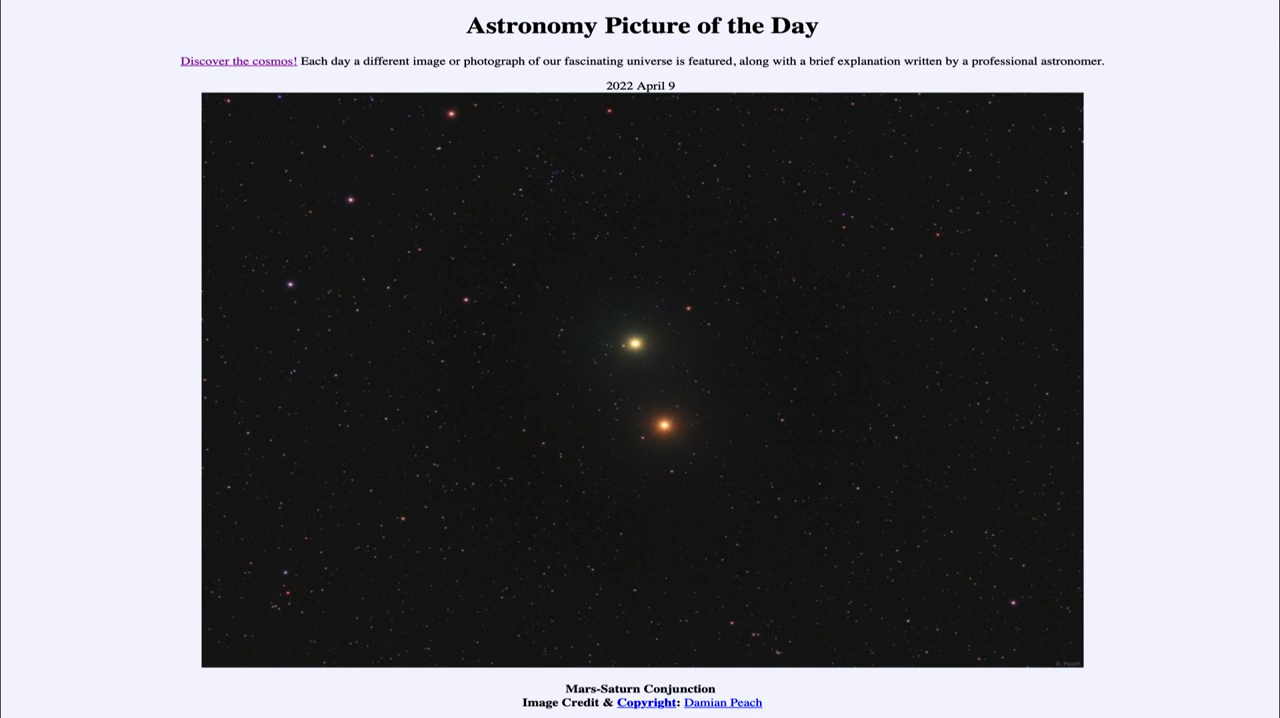 Astronomy Picture of the Day
Discover the cosmos! Each day a different image or photograph of our fascinating universe is featured, along with a brief explanation written by a professional astronomer.
2022 April 9
D. Peach
Mars-Saturn Conjunction
Image Credit & Copyright: Damian Peach